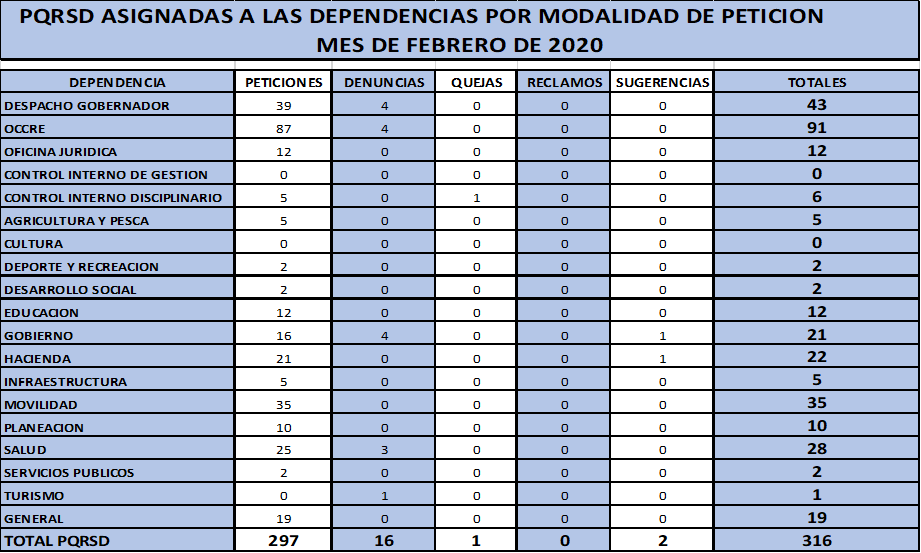 PQRSD ASIGNADAS A LAS DEPENDENCIAS POR MODALIDAD DE PETICION
MES DE FEBRERO DE 2020
DEPENDENCIA PETICIONES DENUNCIAS QUEJAS RECLAMOS SUGERENCIAS TOTALES
DESPACHO GOBERNADOR 39 4 0 0 0 43
OCCRE 87 4 0 0 0 91
OFICINA JURIDICA 12 0 0 0 0 12
CONTROL INTERNO DE GESTION 0 0 0 0 0 0
CONTROL INTERNO DISCIPLINARIO 5 0 1 0 0 6
AGRICULTURA Y PESCA 5 0 0 0 0 5
CULTURA 0 0 0 0 0 0
DEPORTE Y RECREACION 2 0 0 0 0 2
DESARROLLO SOCIAL 2 0 0 0 0 2
EDUCACION 12 0 0 0 0 12
GOBIERNO 16 4 0 0 1 21
HACIENDA 21 0 0 0 1 22
INFRAESTRUCTURA 5 0 0 0 0 5
MOVILIDAD 35 0 0 0 0 35
PLANEACION 10 0 0 0 0 10
SALUD 25 3 0 0 0 28
SERVICIOS PUBLICOS 2 0 0 0 0 2
TURISMO 0 1 0 0 0 1
GENERAL 19 0 0 0 0 19
TOTAL PQRSD 297 16 1 0 2 316